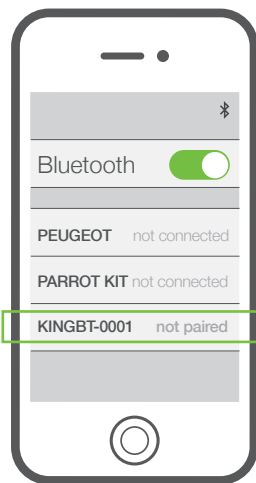 Bluetooth
PEUGEOT not connected
PARROT KIT not connected
KINGBT-0001 not paired